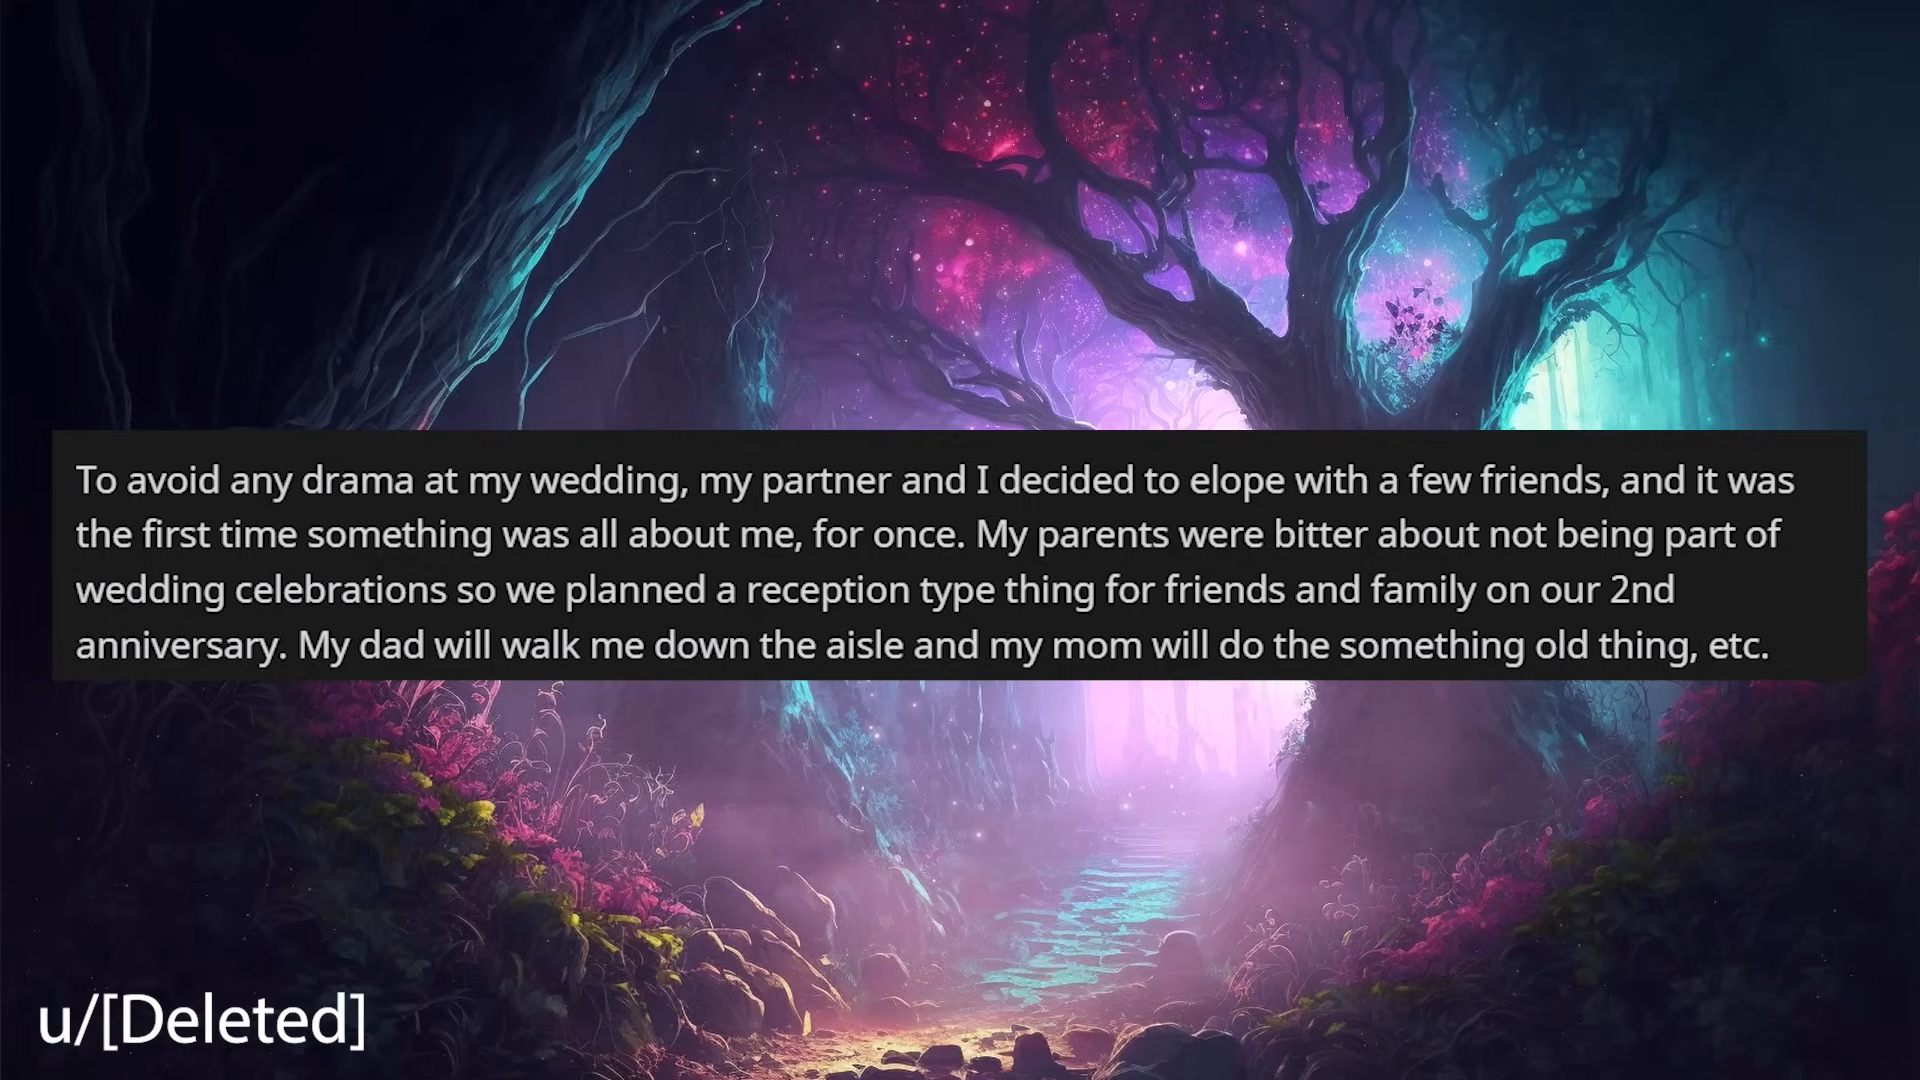 To avoid any drama at my wedding, my partner and I decided to elope with a few friends, and it was
the first time something was all about me, for once. My parents were bitter about not being part of
wedding celebrations so we planned a reception type thing for friends and family on our 2nd
anniversary. My dad will walk me down the aisle and my mom will do the something old thing, etc.
u/[Deleted]